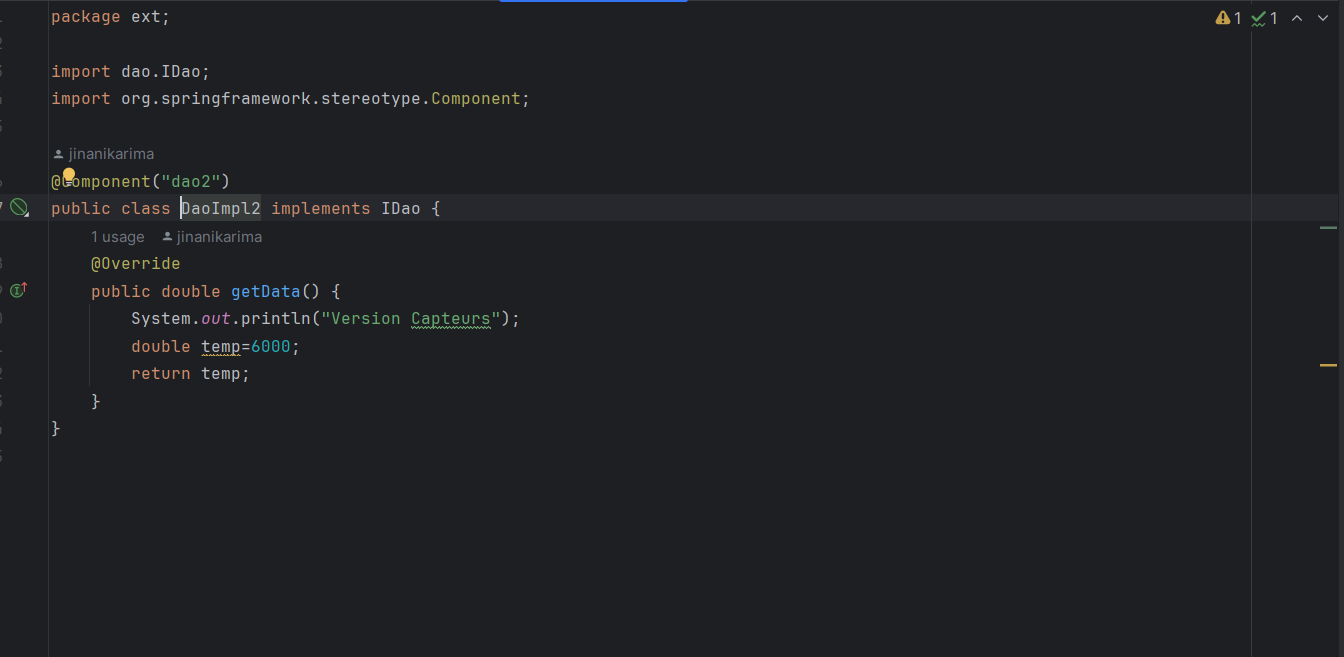 package ext;
1 1
import dao.IDao;
import org.springframework.stereotype.Component;
jinanikarima
@Component("dao2")
public class DaoImpl2 implements IDao {
1 usage jinanikarima
@Override
public double getData() {
System.out.println("Version Capteurs");
double temp=6000;
return temp;
}
}